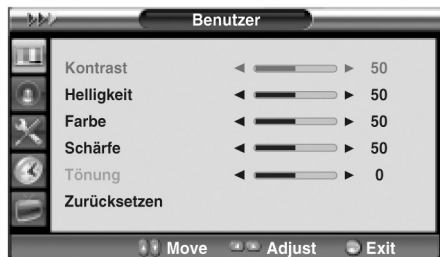 Benutzer
Kontrast 50
Helligkeit 50
Farbe 50
Schärfe 50
Tönung 0
Zurücksetzen
Move Adjust Exit